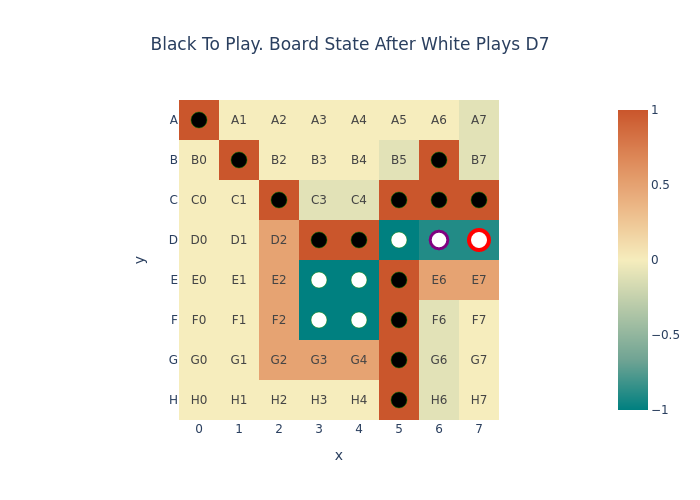 Black To Play. Board State After White Plays D7
A A1 A2 A3 A4 A5 A6 A7
B B0 B2 B3 B4 B5 B7
C C0 C1 C3 C4
D D0 D1 D2
E E0 E1 E2 E6 E7
F F0 F1 F2 F6 F7
G G0 G1 G2 G3 G4 G6 G7
H H0 H1 H2 H3 H4 H6 H7
0 1 2 3 4 5 6 7
x
y
1
0.5
0
−0.5
−1